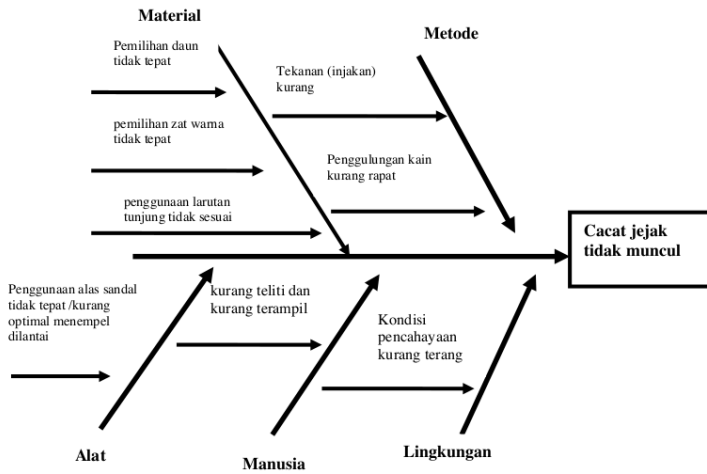 Material
Pemilihan daun
tidak tepat
pemilihan zat warna
tidak tepat
penggunaan larutan
tunjung tidak sesuai
Metode
Tekanan (injakan)
kurang
Penggulungan kain
kurang rapat
Cacat jejak
tidak muncul
Penggunaan alas sandal
tidak tepat /kurang
optimal menempel
dilantai
Alat
kurang teliti dan
kurang terampil
Manusia
Kondisi
pencahayaan
kurang terang
Lingkungan